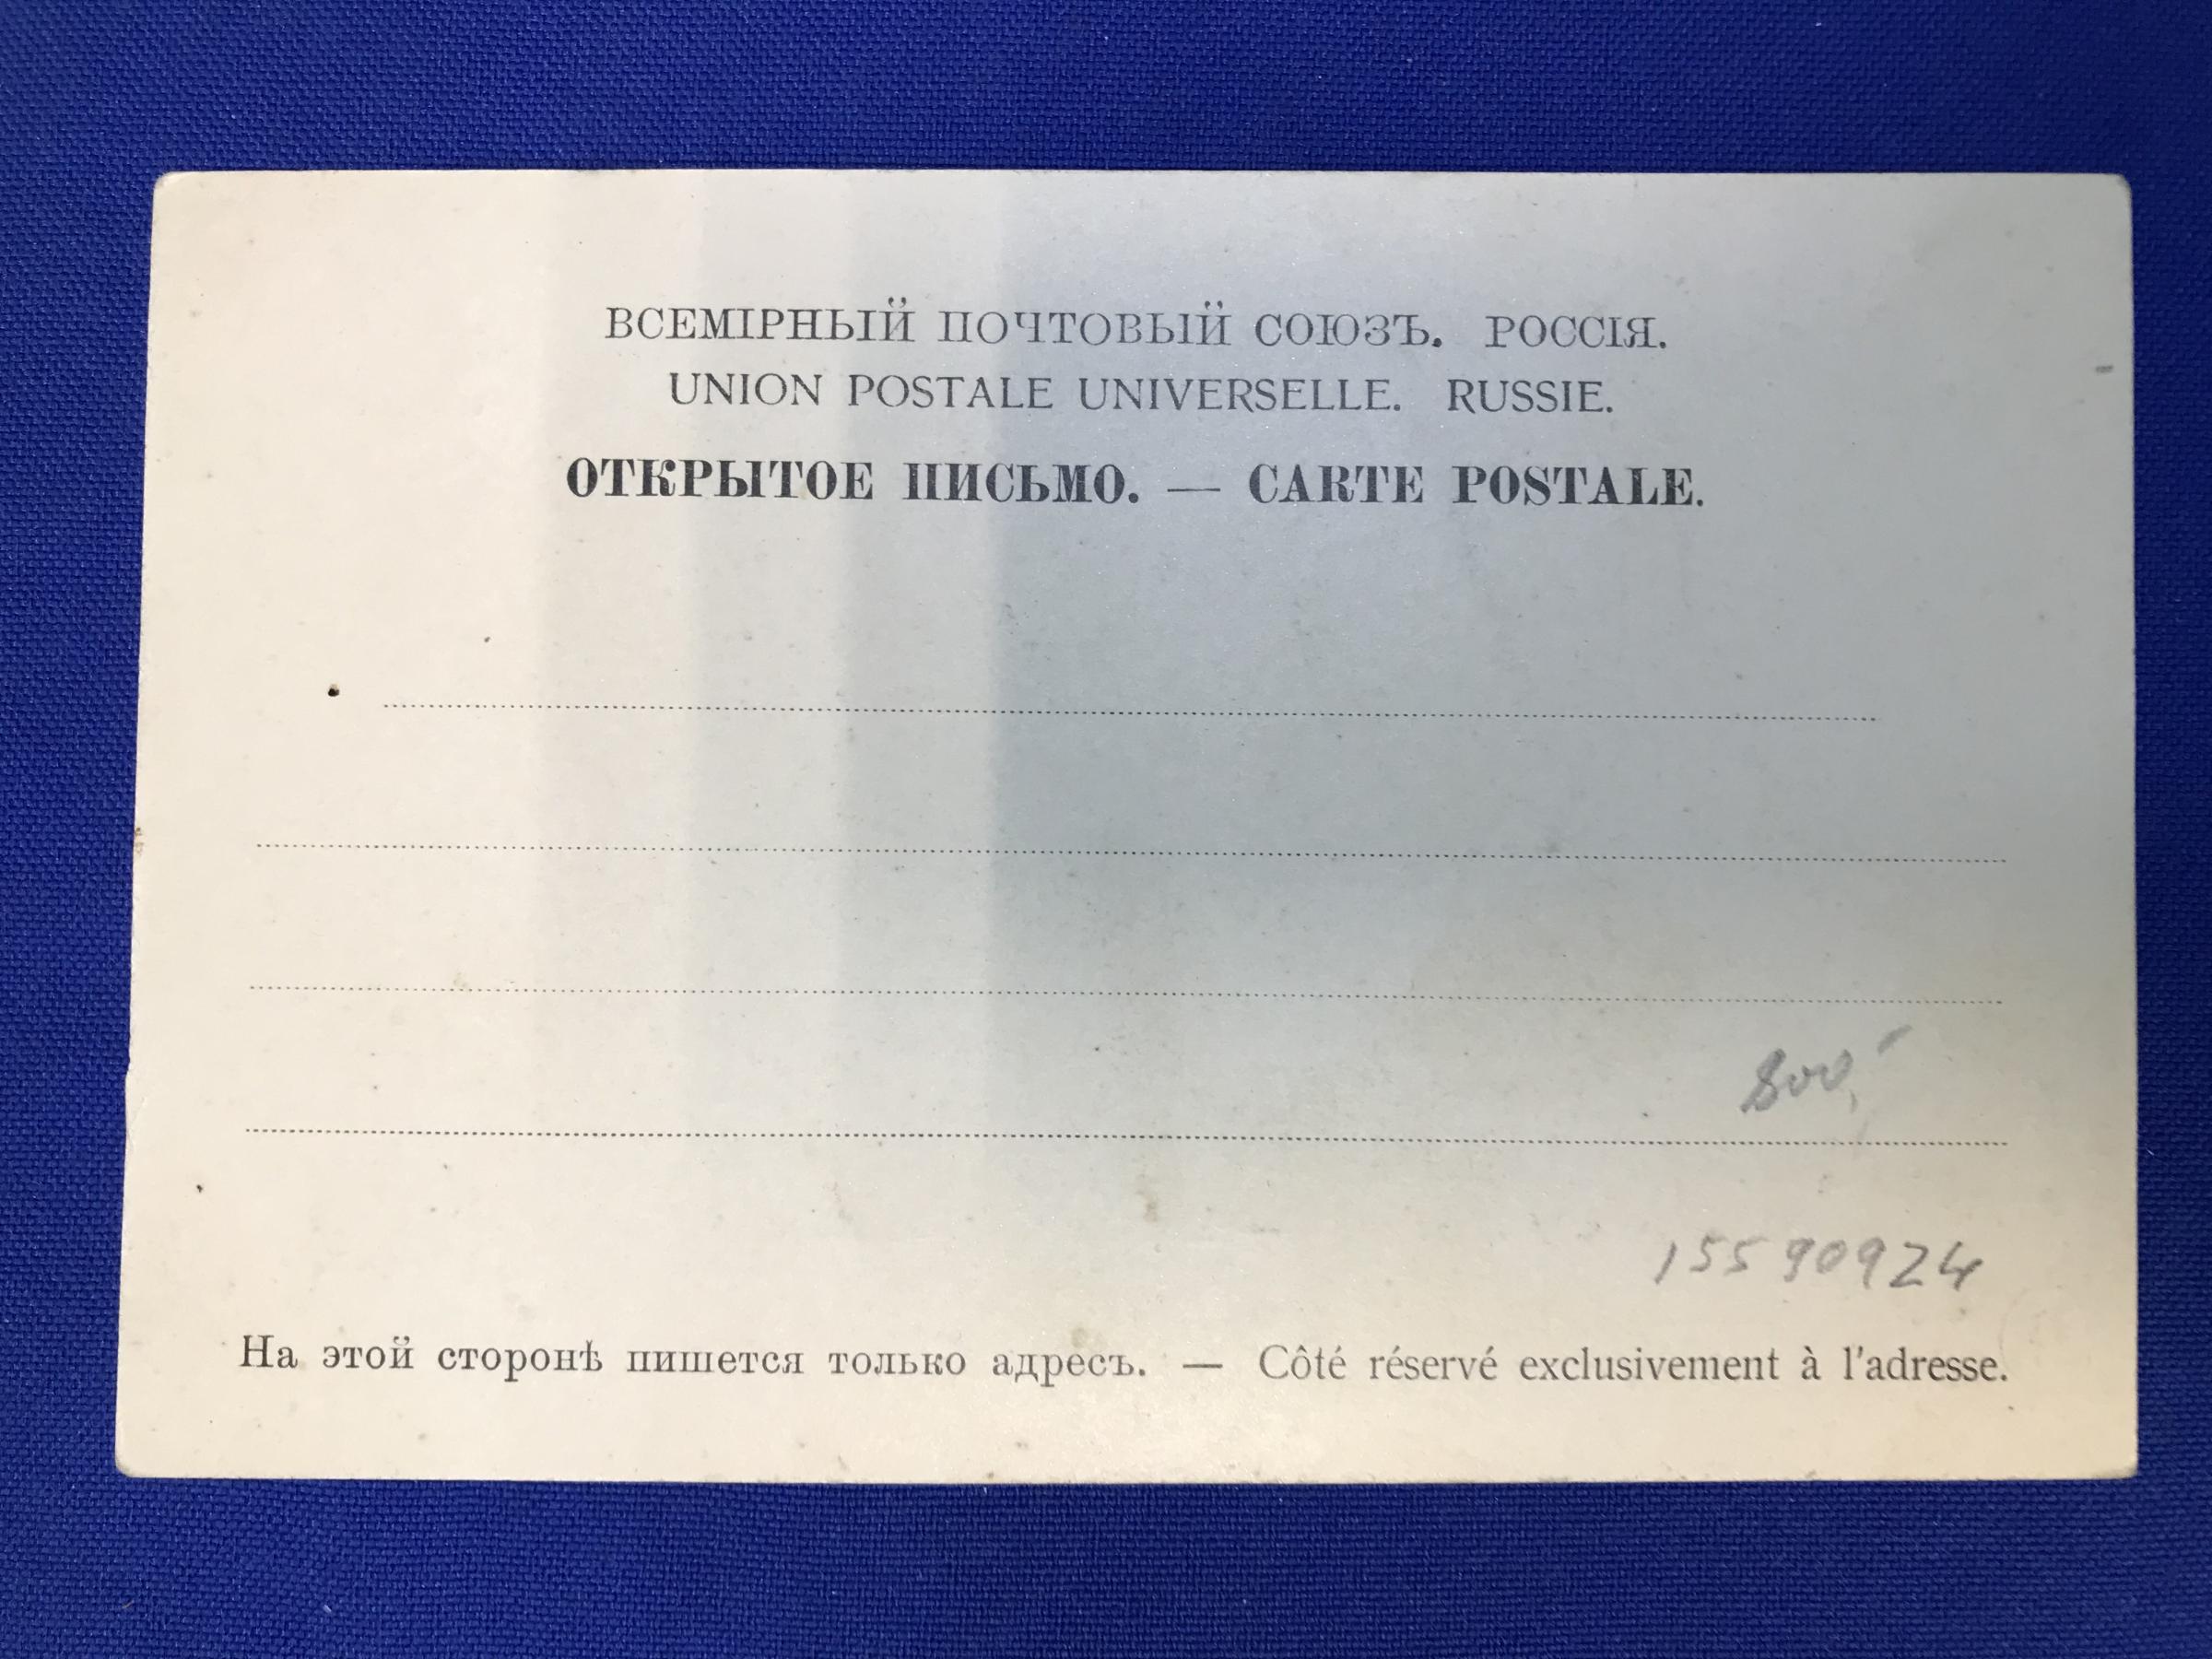 ВСЕМІРНЫЙ ПОЧТОВЫЙ СОЮЗЪ. РОССІЯ.
UNION POSTALE UNIVERSELLE. RUSSIE.
ОТКРЫТОЕ ПИСЬМО. — CARTE POSTALE.
800,-
15590924
На этой сторонѣ пишется только адресъ. — Côté réservé exclusivement à l'adresse.